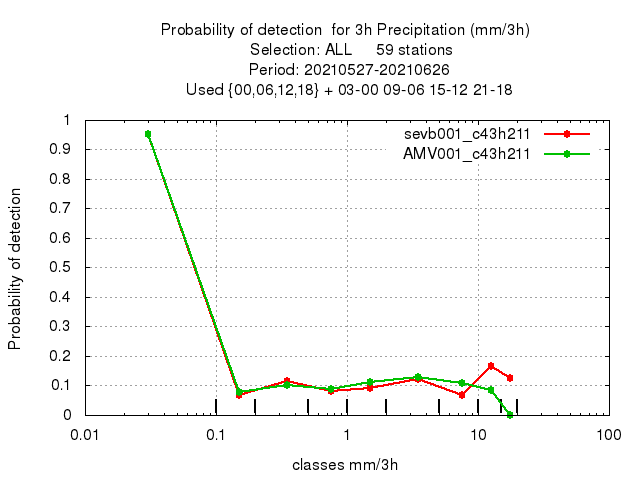 Probability of detection for 3h Precipitation (mm/3h)
Selection: ALL 59 stations
Period: 20210527-20210626
Used {00,06,12,18} + 03-00 09-06 15-12 21-18
sevb001_c43h211
AMV001_c43h211
Probability of detection
1
0.9
0.8
0.7
0.6
0.5
0.4
0.3
0.2
0.1
0
0.01 0.1 1 10 100
classes mm/3h